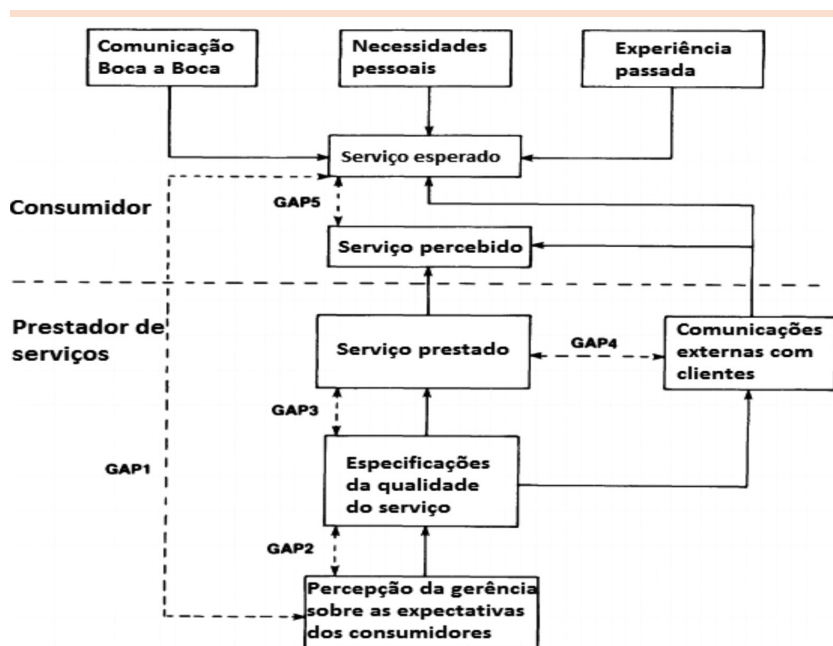 Comunicação
Boca a Boca
Necessidades
pessoais
Experiência
passada
Serviço esperado
GAP5
Consumidor
Serviço percebido
Prestador de
serviços
Serviço prestado
GAP4
Comunicações
externas com
clientes
GAP3
GAP1
Especificações
da qualidade
do serviço
GAP2
Percepção da gerência
sobre as expectativas
dos consumidores